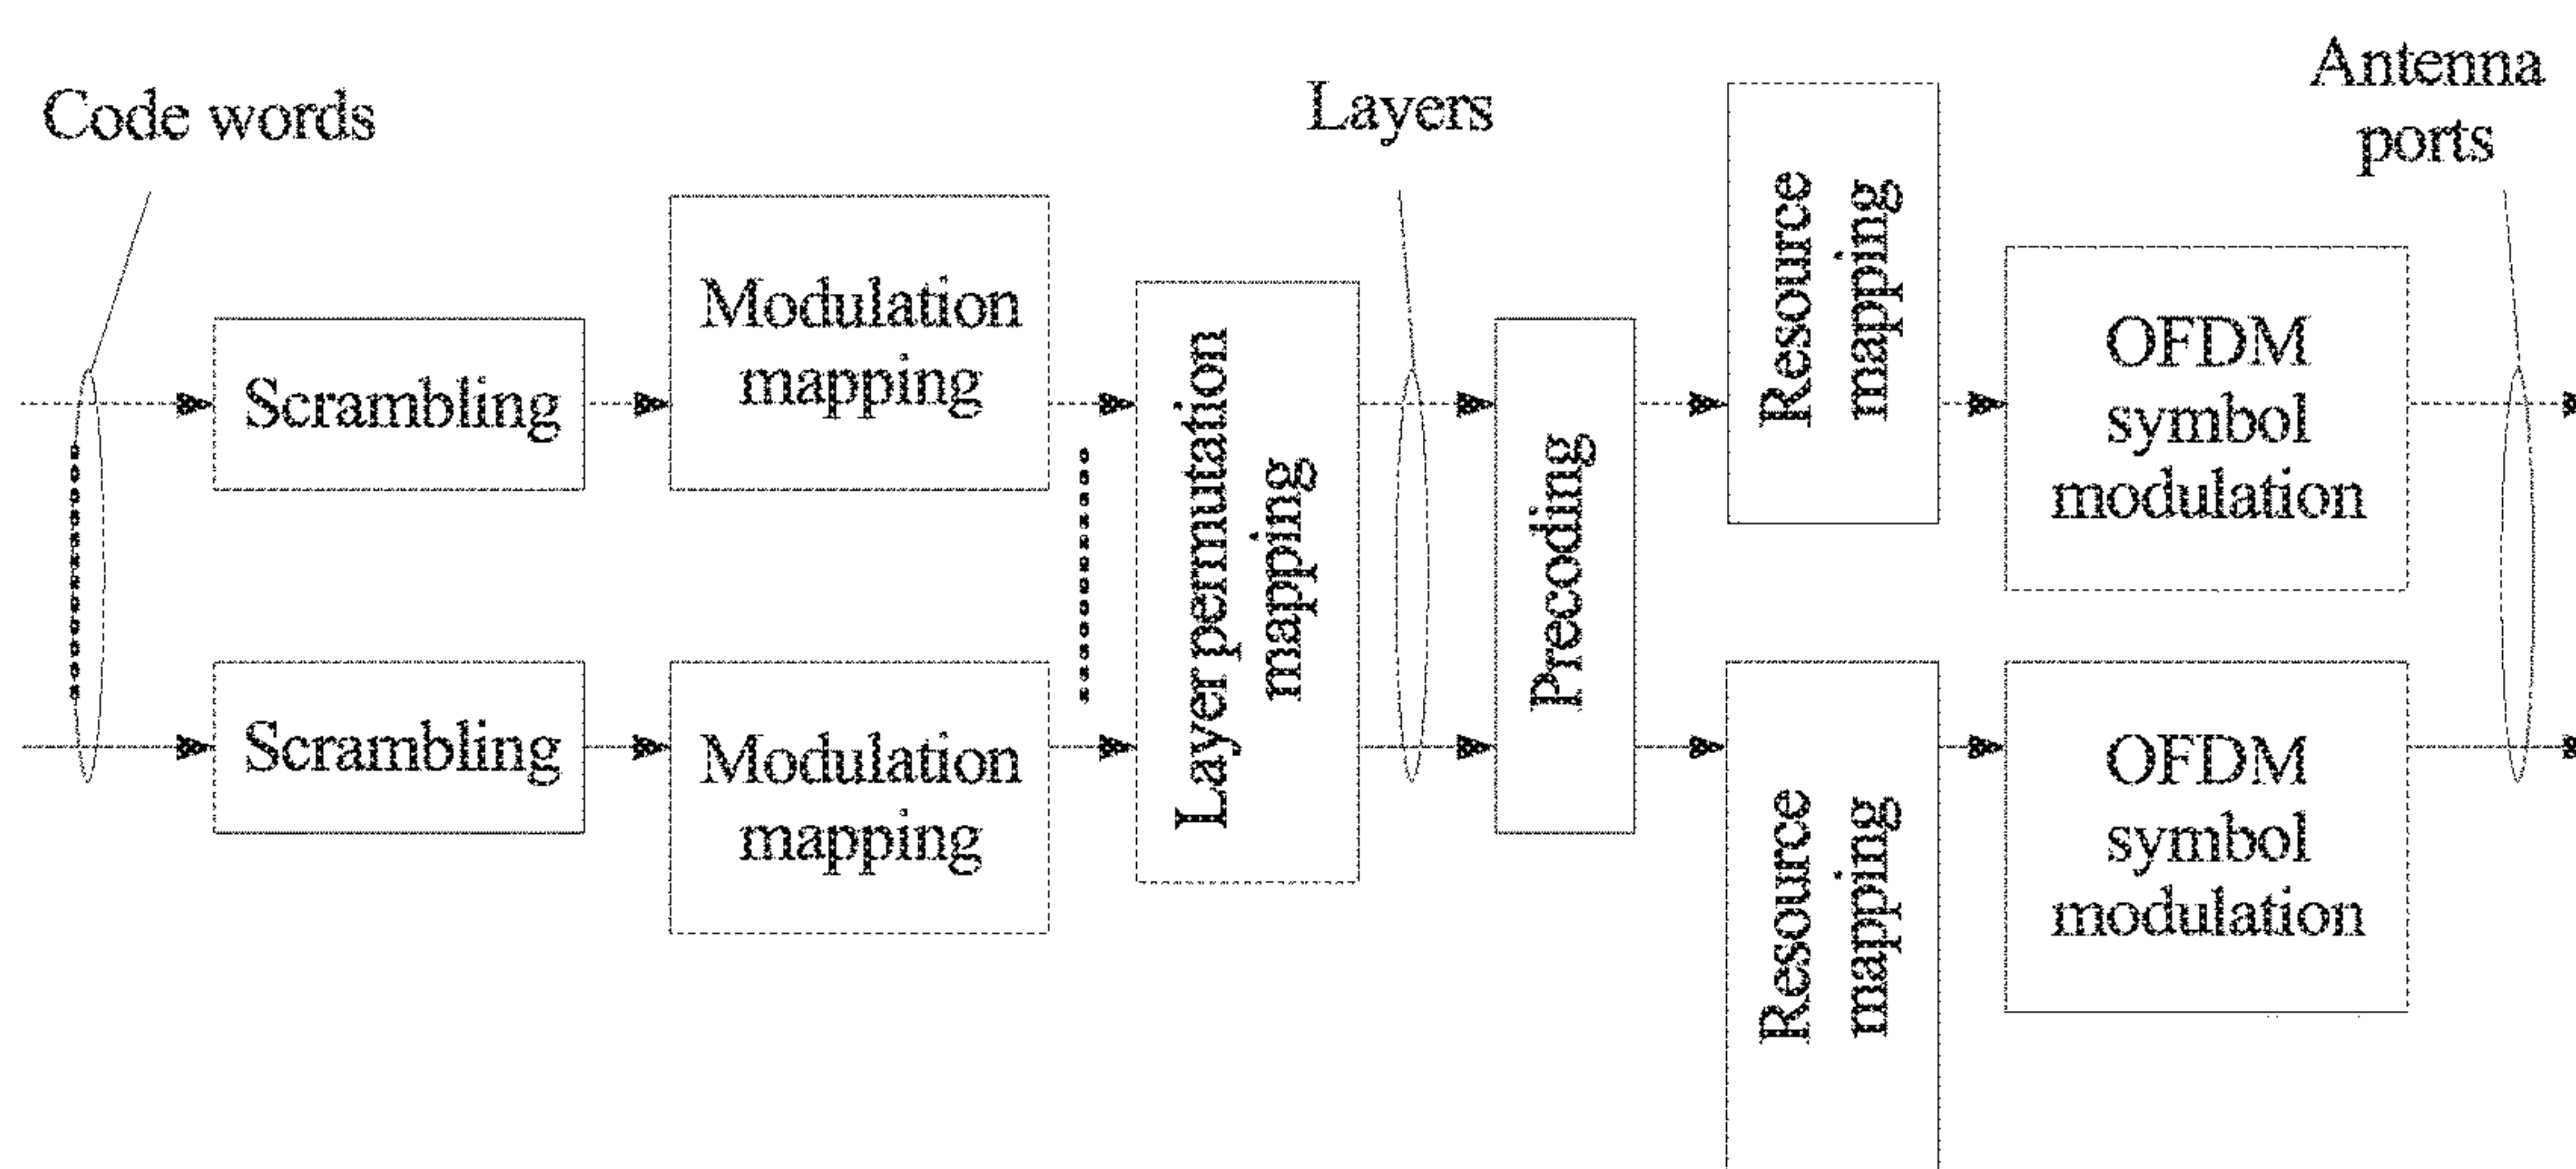 Code words
Layers
Antenna
ports
Scrambling
Modulation
mapping
Layer permutation
mapping
Precoding
Resource
mapping
OFDM
symbol
modulation
Scrambling
Modulation
mapping
Resource
mapping
OFDM
symbol
modulation